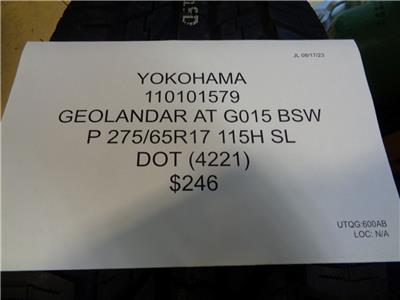 JL 08/17/23
YOKOHAMA
110101579
GEOLANDAR AT G015 BSW
P 275/65R17 115H SL
DOT (4221)
$246
UTQG:600AB
LOC: N/A